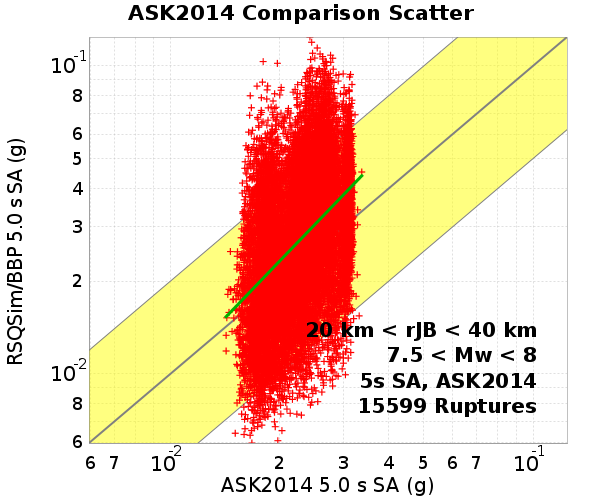 ASK2014 Comparison Scatter
RSQSim/BBP 5.0 s SA (g)
10⁻¹
8
6
5
4
3
2
10⁻²
8
6
20 km < rJB < 40 km
7.5 < Mw < 8
5s SA, ASK2014
15599 Ruptures
6 7 10⁻² 2 3 4 5 6 7 10⁻¹
ASK2014 5.0 s SA (g)